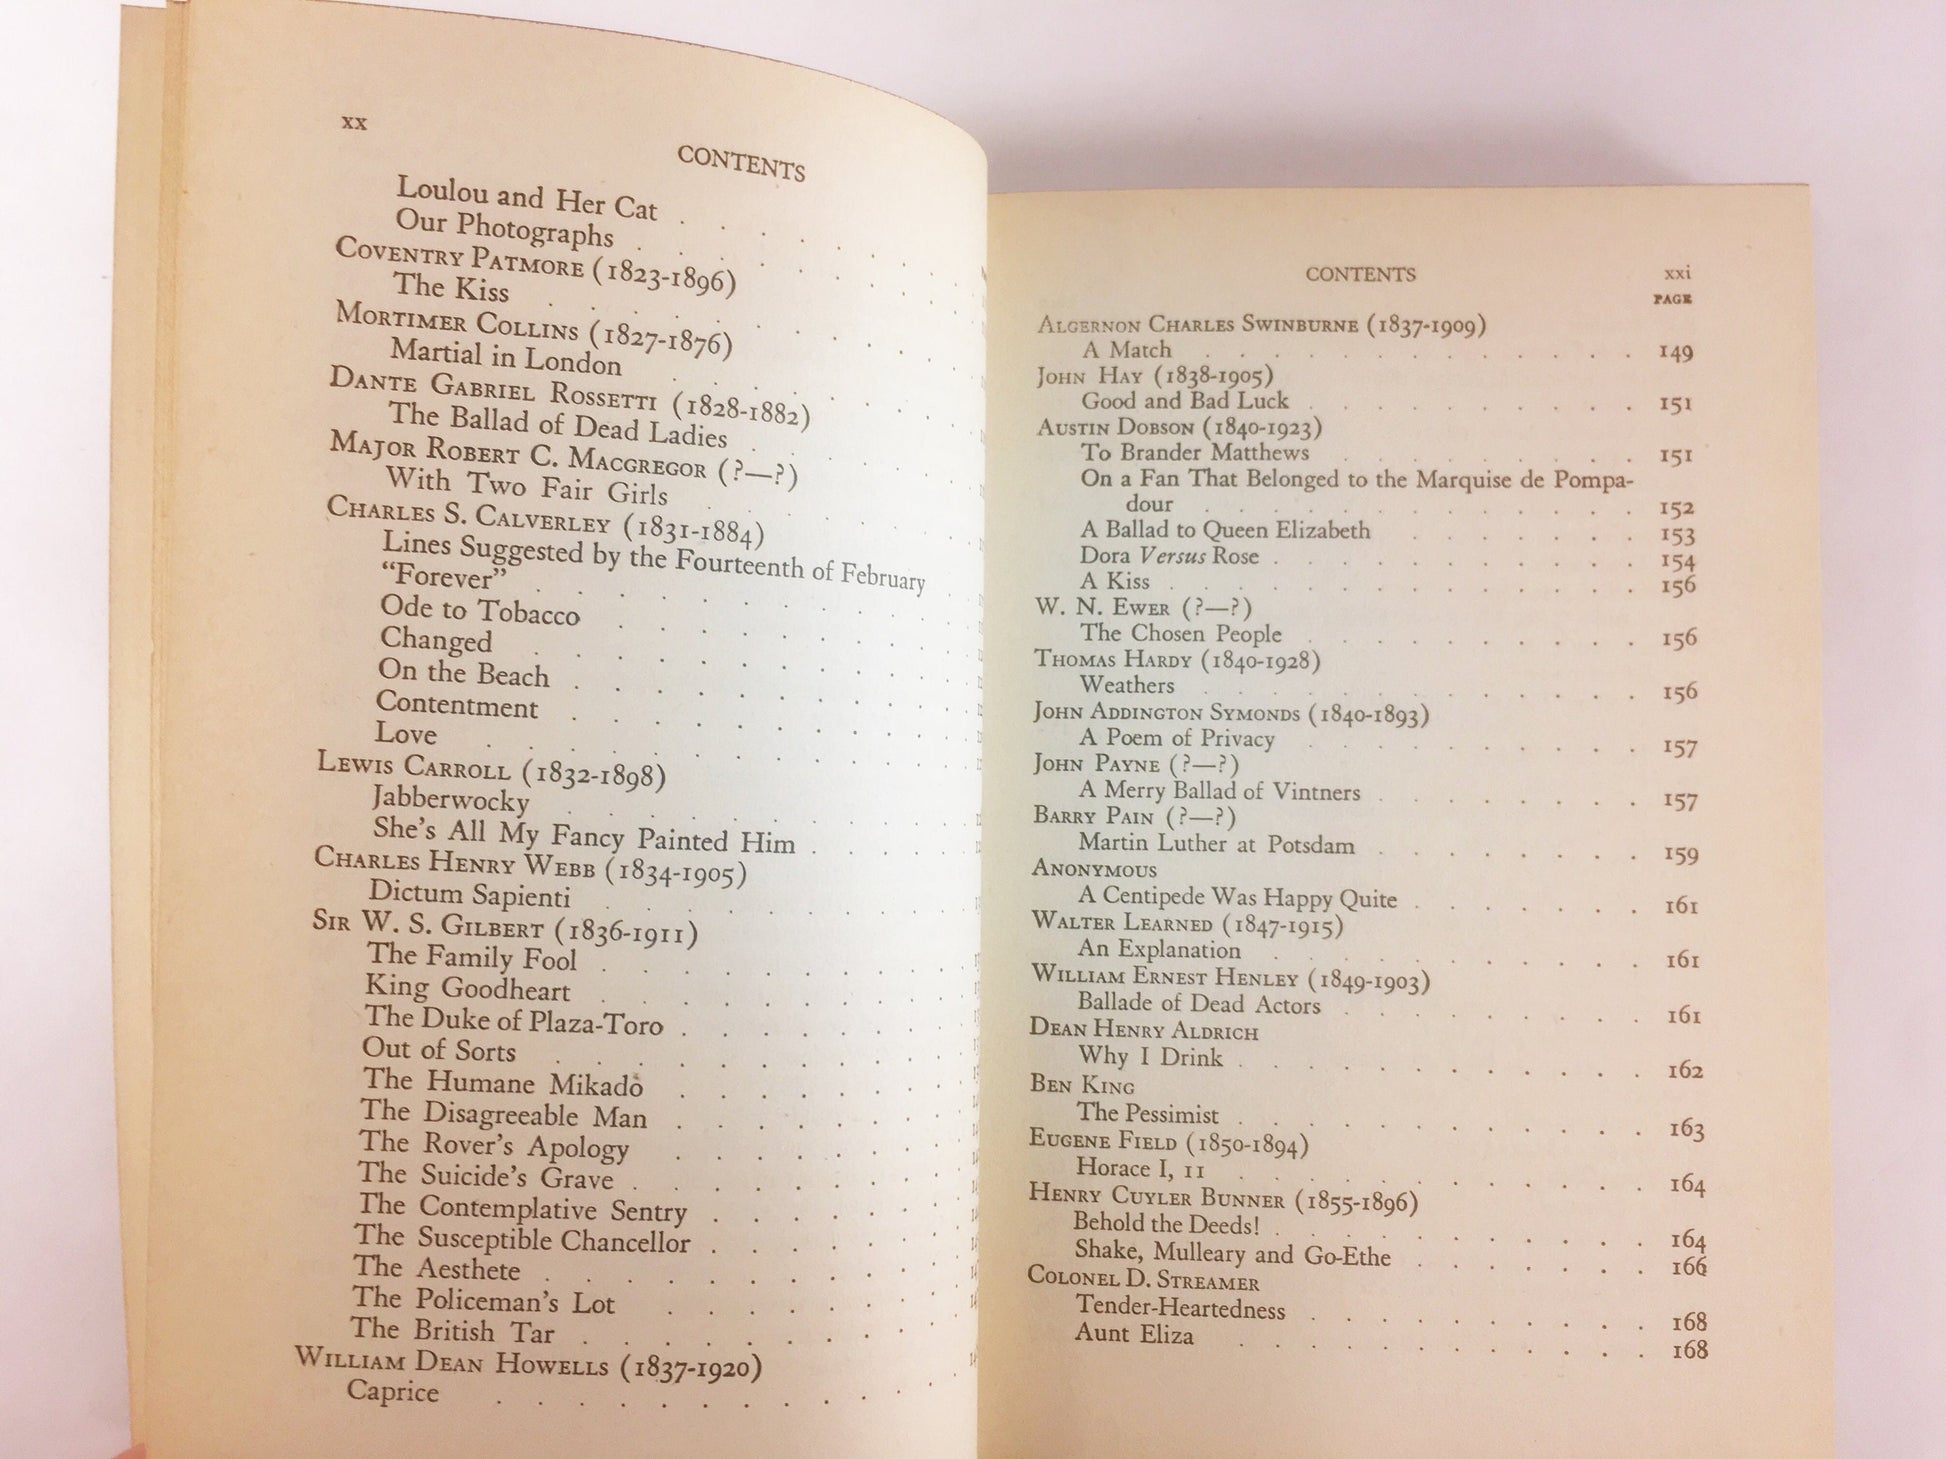 xx
CONTENTS
Loulou and Her Cat
Our Photographs
COVENTRY PATMORE (1823-1896)
The Kiss
MORTIMER COLLINS (1827-1876)
Martial in London
DANTE GABRIEL ROSSETTI (1828-1882)
The Ballad of Dead Ladies
MAJOR ROBERT C. MACGREGOR (?—?)
With Two Fair Girls
CHARLES S. CALVERLEY (1831-1884)
Lines Suggested by the Fourteenth of February
“Forever”
Ode to Tobacco
Changed
On the Beach
Contentment
Love
LEWIS CARROLL (1832-1898)
Jabberwocky
She's All My Fancy Painted Him
CHARLES HENRY WEBB (1834-1905)
Dictum Sapienti
SIR W. S. GILBERT (1836-1911)
The Family Fool
King Goodheart
The Duke of Plaza-Toro
Out of Sorts
The Humane Mikado
The Disagreeable Man
The Rover's Apology
The Suicide's Grave
The Contemplative Sentry
The Susceptible Chancellor
The Aesthete
The Policeman's Lot
The British Tar
WILLIAM DEAN HOWELLS (1837-1920)
Caprice
CONTENTS xxi
PAGE
ALGERNON CHARLES SWINBURNE (1837-1909)
A Match . . . . . . . . . . . 149
JOHN HAY (1838-1905)
Good and Bad Luck . . . . . . . . . 151
AUSTIN DOBSON (1840-1923)
To Brander Matthews . . . . . . . . 151
On a Fan That Belonged to the Marquise de Pompa-
dour . . . . . . . . . . . 152
A Ballad to Queen Elizabeth . . . . . . 153
Dora Versus Rose . . . . . . . . . 154
A Kiss . . . . . . . . . . . 156
W. N. EWER (?—?)
The Chosen People . . . . . . . . . 156
THOMAS HARDY (1840-1928)
Weathers . . . . . . . . . . . 156
JOHN ADDINGTON SYMONDS (1840-1893)
A Poem of Privacy . . . . . . . . . 157
JOHN PAYNE (?—?)
A Merry Ballad of Vintners . . . . . . . 157
BARRY PAIN (?—?)
Martin Luther at Potsdam . . . . . . . 159
ANONYMOUS
A Centipede Was Happy Quite . . . . . . 161
WALTER LEARNED (1847-1915)
An Explanation . . . . . . . . . 161
WILLIAM ERNEST HENLEY (1849-1903)
Ballade of Dead Actors . . . . . . . . 161
DEAN HENRY ALDRICH
Why I Drink . . . . . . . . . . 162
BEN KING
The Pessimist . . . . . . . . . . 163
EUGENE FIELD (1850-1894)
Horace I, 11 . . . . . . . . . . 164
HENRY CUYLER BUNNER (1855-1896)
Behold the Deeds! . . . . . . . . . 164
Shake, Mulleary and Go-Ethe . . . . . . 166
COLONEL D. STREAMER
Tender-Heartedness . . . . . . . . . 168
Aunt Eliza . . . . . . . . . . 168